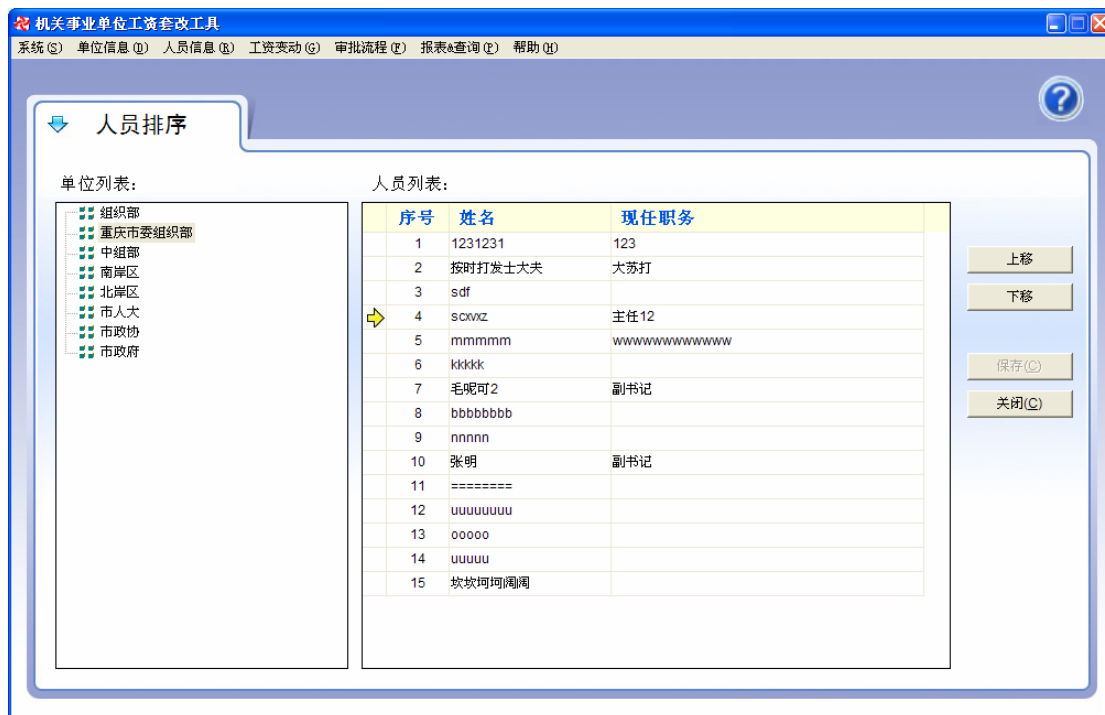 机关事业单位工资套改工具
系统(S) 单位信息(D) 人员信息(R) 工资变动(G) 审批流程(F) 报表&查询(P) 帮助(H)
人员排序
单位列表:
组织部
重庆市委组织部
中组部
南岸区
北岸区
市人大
市政协
市政府
人员列表:
序号 姓名 现任职务
1 1231231 123
2 按时打发士大夫 大苏打
3 sdf
4 scxvxz 主任12
5 mmmmm wwwwwwwwwwww
6 kkkkk
7 毛呢可2 副书记
8 bbbbbbbb
9 nnnnn
10 张明 副书记
11 ========
12 uuuuuuuu
13 ooooo
14 uuuuu
15 坎坎坷坷阔阔
上移
下移
保存(C)
关闭(C)